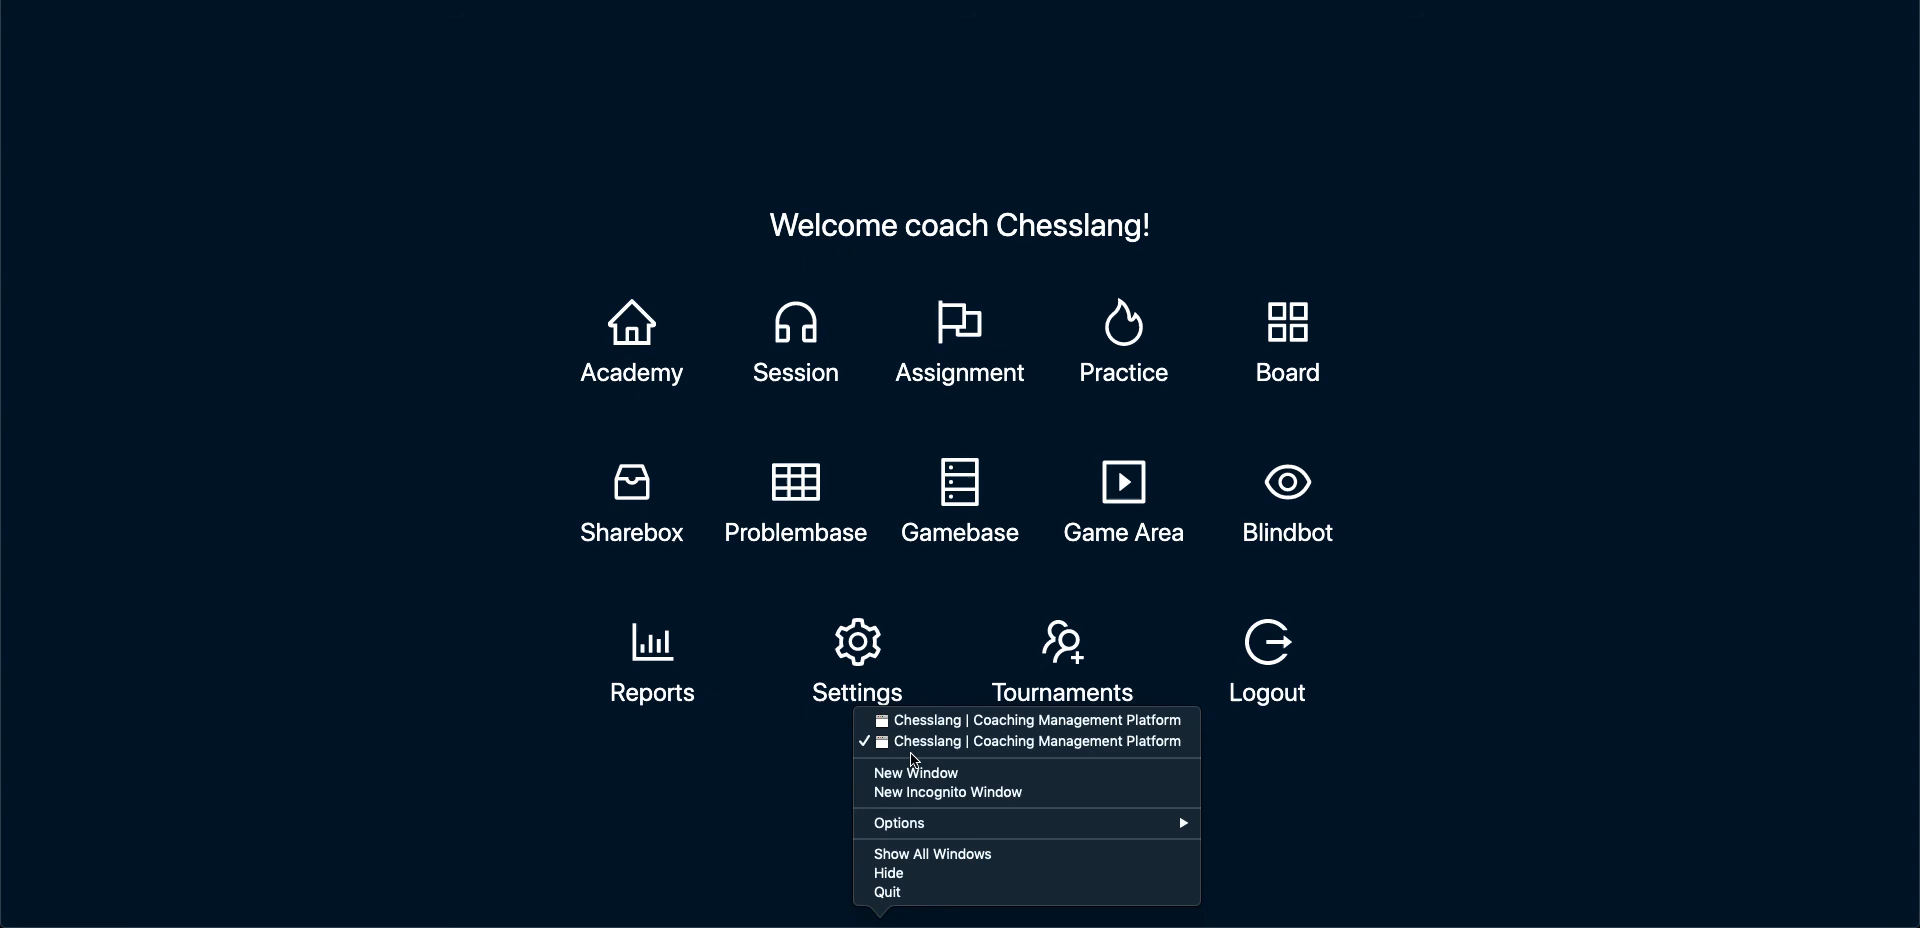 Welcome coach Chesslang!
Academy Session Assignment Practice Board
Sharebox Problembase Gamebase Game Area Blindbot
Reports Settings Tournaments Logout
Chesslang | Coaching Management Platform
Chesslang | Coaching Management Platform
New Window
New Incognito Window
Options
Show All Windows
Hide
Quit